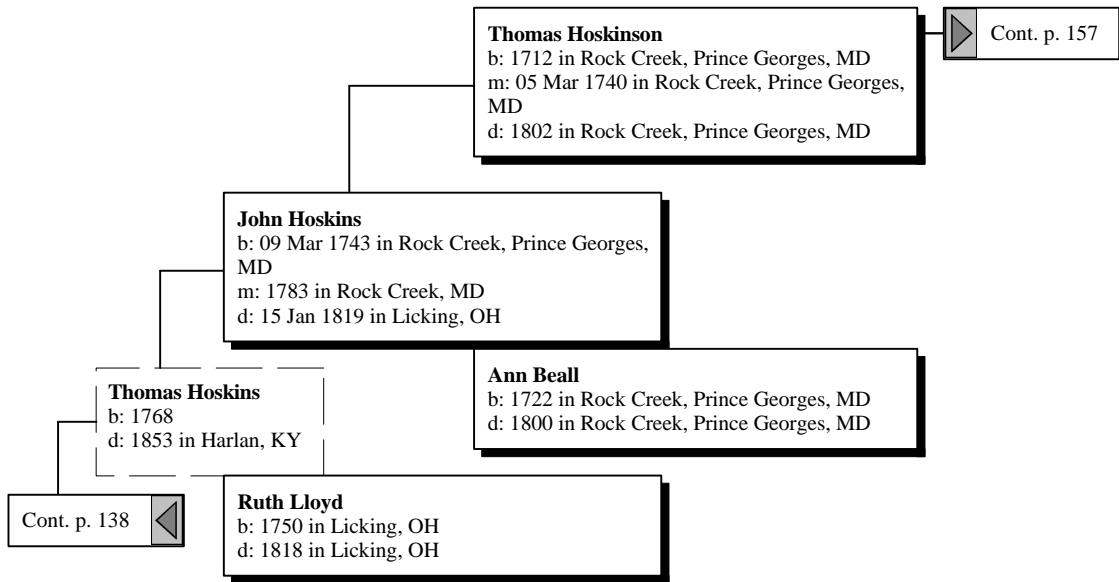 Thomas Hoskinson
b: 1712 in Rock Creek, Prince Georges, MD
m: 05 Mar 1740 in Rock Creek, Prince Georges,
MD
d: 1802 in Rock Creek, Prince Georges, MD
Cont. p. 157
John Hoskins
b: 09 Mar 1743 in Rock Creek, Prince Georges,
MD
m: 1783 in Rock Creek, MD
d: 15 Jan 1819 in Licking, OH
Ann Beall
b: 1722 in Rock Creek, Prince Georges, MD
d: 1800 in Rock Creek, Prince Georges, MD
Thomas Hoskins
b: 1768
d: 1853 in Harlan, KY
Ruth Lloyd
b: 1750 in Licking, OH
d: 1818 in Licking, OH
Cont. p. 138